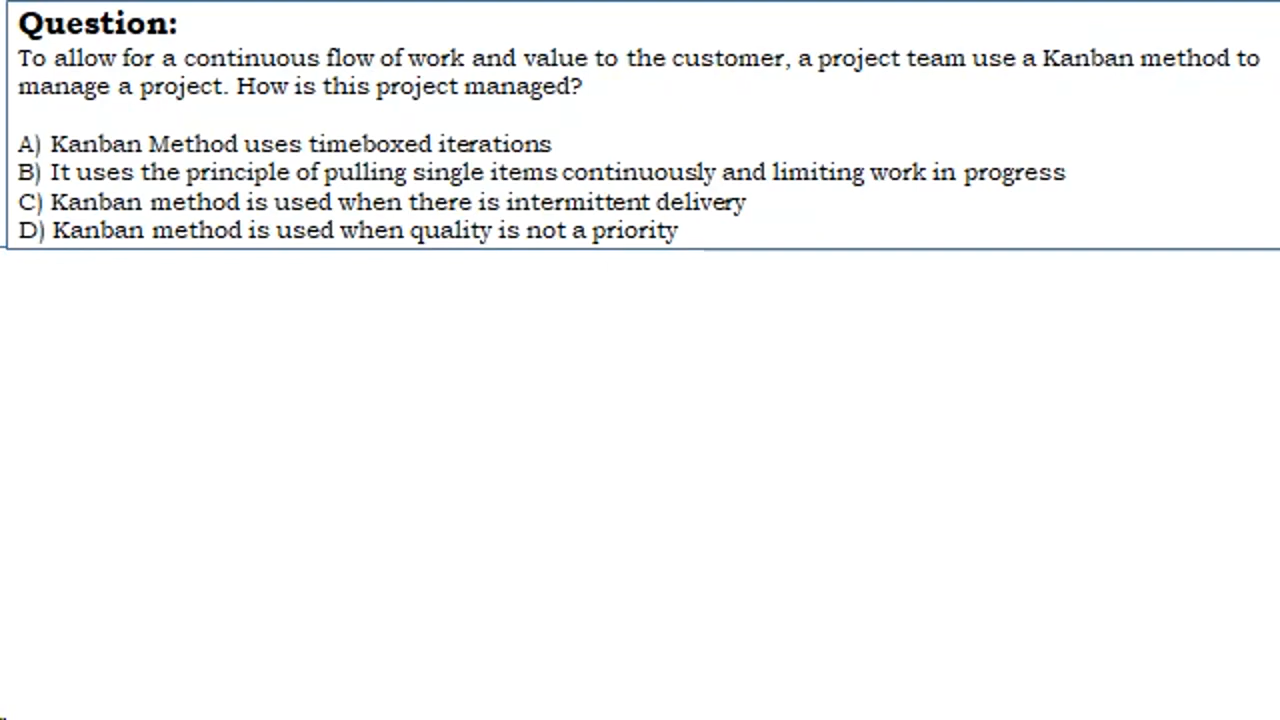 Question:
To allow for a continuous flow of work and value to the customer, a project team use a Kanban method to
manage a project. How is this project managed?
A) Kanban Method uses timeboxed iterations
B) It uses the principle of pulling single items continuously and limiting work in progress
C) Kanban method is used when there is intermittent delivery
D) Kanban method is used when quality is not a priority